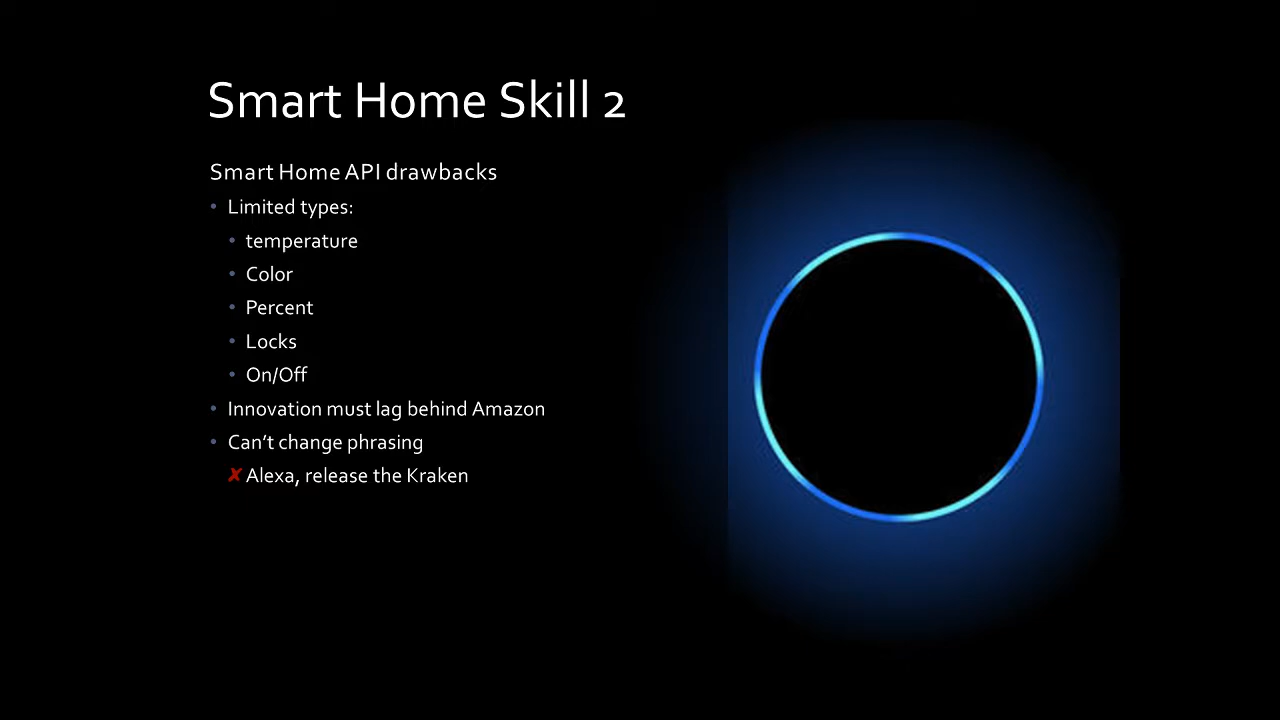 Smart Home Skill 2
Smart Home API drawbacks
• Limited types:
• temperature
• Color
• Percent
• Locks
• On/Off
• Innovation must lag behind Amazon
• Can’t change phrasing
✘ Alexa, release the Kraken